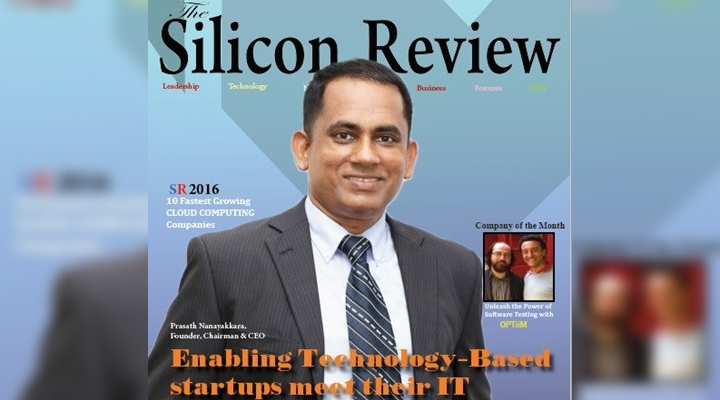 The
Silicon Review
Leadership Technology Business Features
SR 2016
10 Fastest Growing
CLOUD COMPUTING
Companies
Company of the Month
Unleash the Power of
Software Testing with
OPTiiM
Prasath Nanayakkara,
Founder, Chairman & CEO
Enabling Technology-Based
startups meet their IT